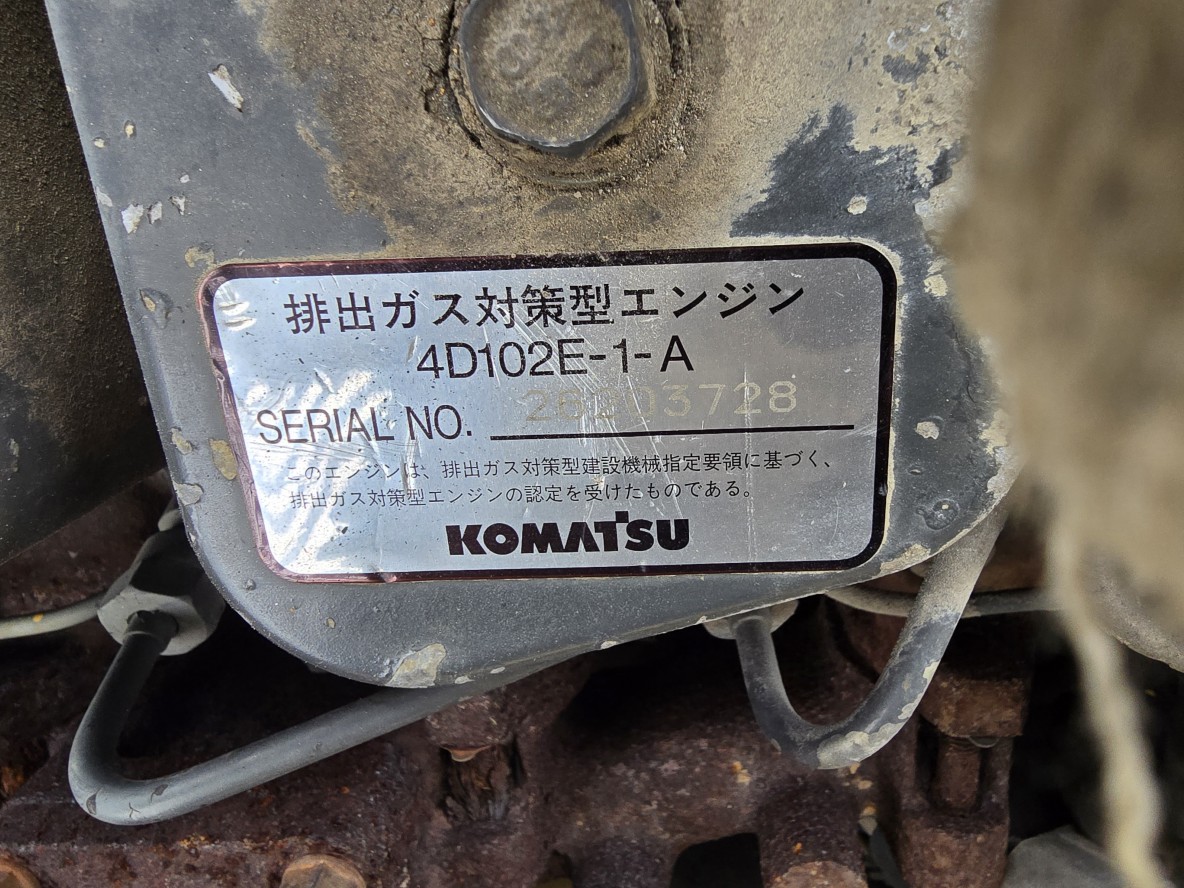 排出ガス対策型エンジン
4D102E-1-A
SERIAL NO. 26203728
このエンジンは、排出ガス対策型建設機械指定要領に基づく、
排出ガス対策型エンジンの認定を受けたものである。
KOMATSU